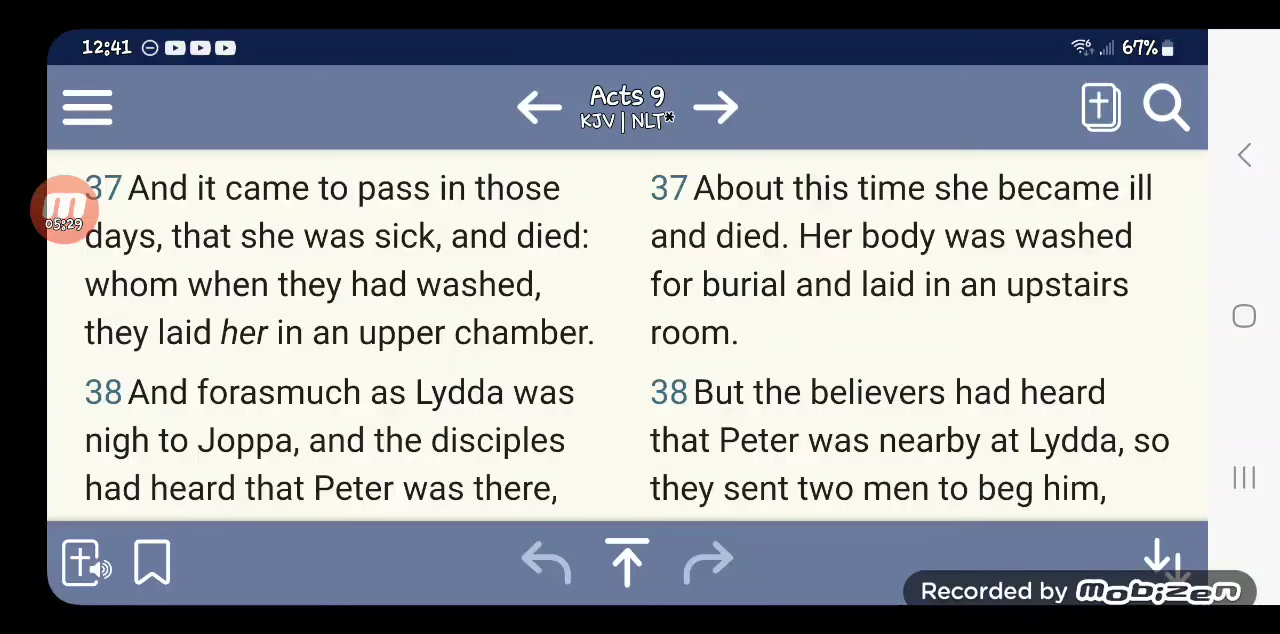 12:41 67%
Acts 9
KJV | NLT*
05:29
37 And it came to pass in those
days, that she was sick, and died:
whom when they had washed,
they laid her in an upper chamber.
38 And forasmuch as Lydda was
nigh to Joppa, and the disciples
had heard that Peter was there,
37 About this time she became ill
and died. Her body was washed
for burial and laid in an upstairs
room.
38 But the believers had heard
that Peter was nearby at Lydda, so
they sent two men to beg him,
Recorded by mobizen